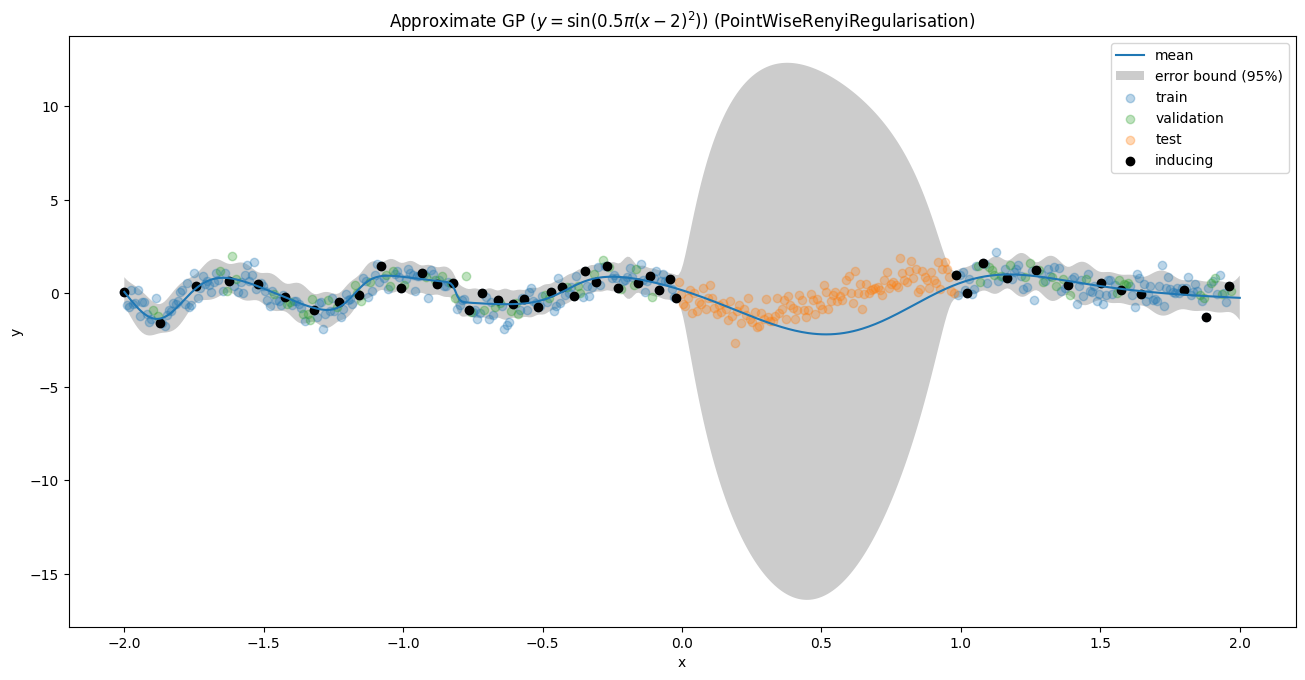 Approximate GP (y = sin(0.5π(x − 2)²)) (PointWiseRenyiRegularisation)
mean
error bound (95%)
train
validation
test
inducing
10
5
0
−5
−10
−15
y
−2.0 −1.5 −1.0 −0.5 0.0 0.5 1.0 1.5 2.0
x